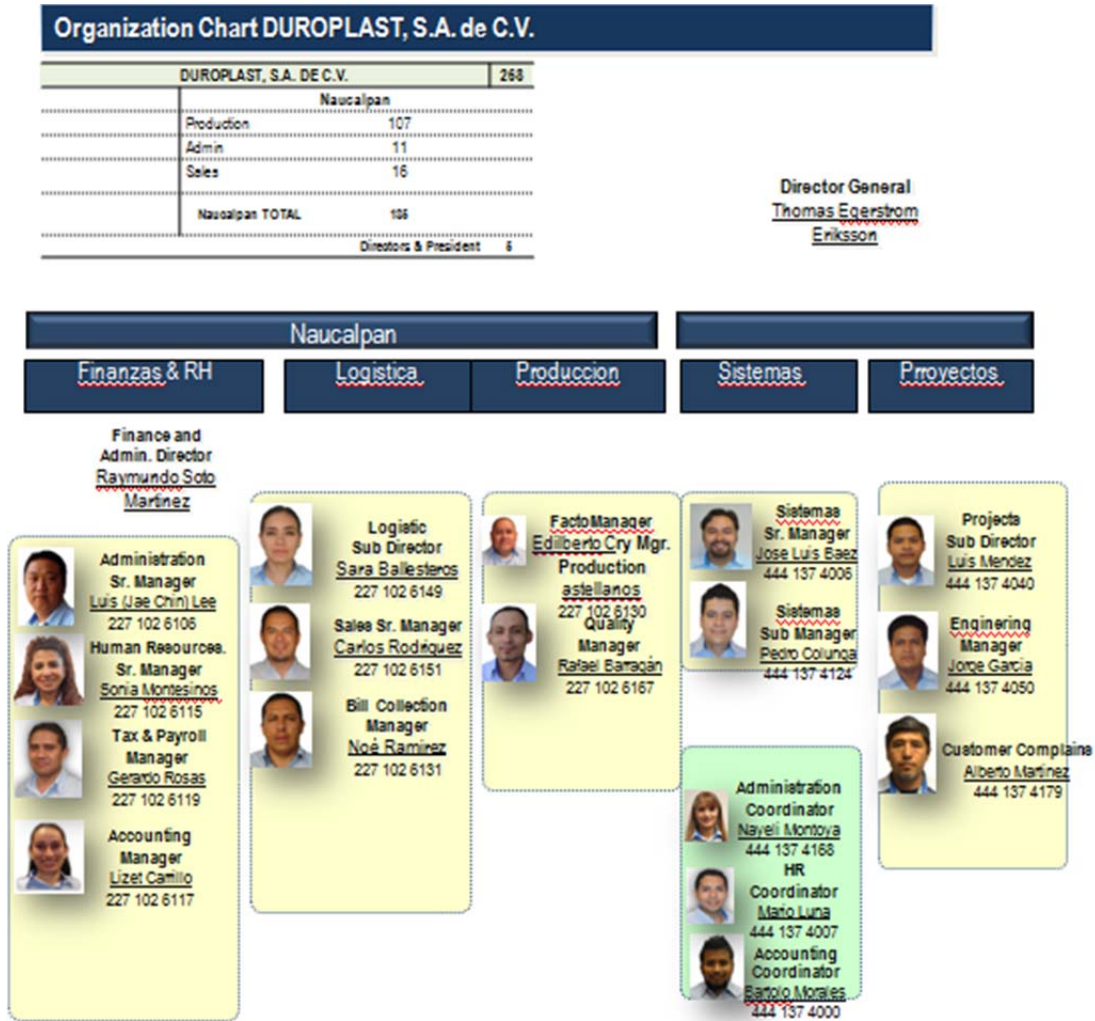 Organization Chart DUROPLAST, S.A. de C.V.
DUROPLAST, S.A. DE C.V. 268
Naucalpan
Production 107
Admin 11
Sales 16
Naucalpan TOTAL 135
Directors & President 5
Director General
Thomas Egerstrom
Eriksson
Naucalpan
Finanzas & RH
Logistica
Produccion
Sistemas
Prroyectos
Finance and
Admin. Director
Raymundo Soto
Martinez
Administration
Sr. Manager
Luis (Jae Chin) Lee
227 102 6106
Human Resources.
Sr. Manager
Sonia Montesinos
227 102 6115
Tax & Payroll
Manager
Gerardo Rosas
227 102 6119
Accounting
Manager
Lizet Carrillo
227 102 6117
Logistic
Sub Director
Sara Ballesteros
227 102 6149
Sales Sr. Manager
Carlos Rodriguez
227 102 6151
Bill Collection
Manager
Noé Ramirez
227 102 6131
FactoManager
Edilberto Cry Mgr.
Production
astellanos
227 102 6130
Quality
Manager
Rafael Barragán
227 102 6167
Sistemas
Sr. Manager
Jose Luis Baez
444 137 4006
Sistemas
Sub Manager
Pedro Colunga
444 137 4124
Administration
Coordinator
Nayeli Montoya
444 137 4168
HR
Coordinator
Mario Luna
444 137 4007
Accounting
Coordinator
Bartolo Morales
444 137 4000
Projects
Sub Director
Luis Mendez
444 137 4040
Enginering
Manager
Jorge Garcia
444 137 4050
Customer Complains
Alberto Martinez
444 137 4179